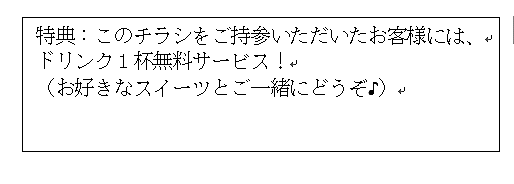 特典：このチラシをご持参いただいたお客様には、
ドリンク１杯無料サービス！
（お好きなスイーツとご一緒にどうぞ♪）